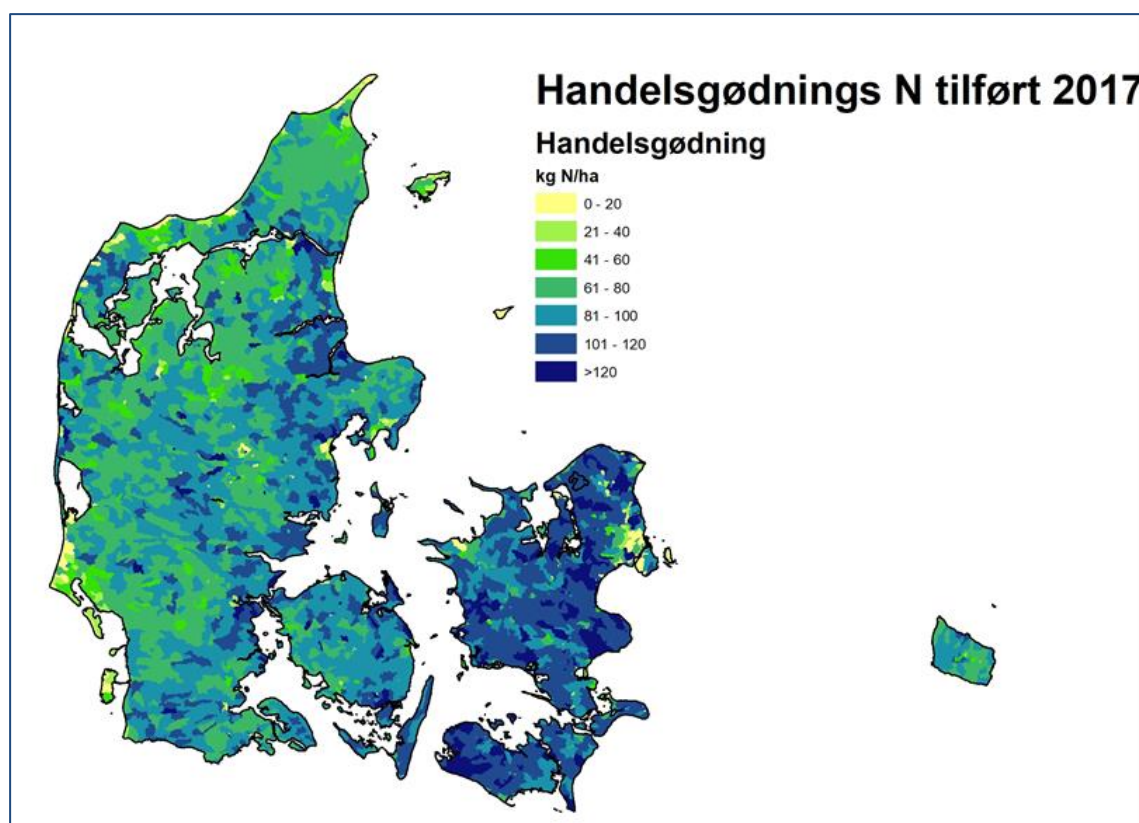 Handelsgødnings N tilført 2017
Handelsgødning
kg N/ha
0 - 20
21 - 40
41 - 60
61 - 80
81 - 100
101 - 120
>120